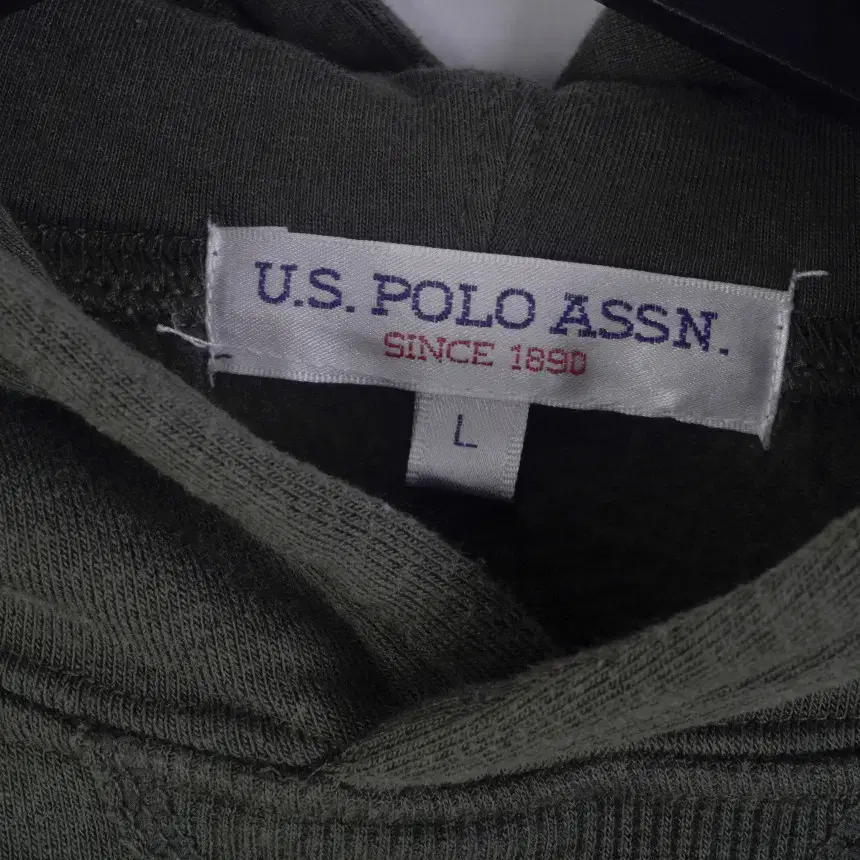 U.S. POLO ASSN.
SINCE 1890
L